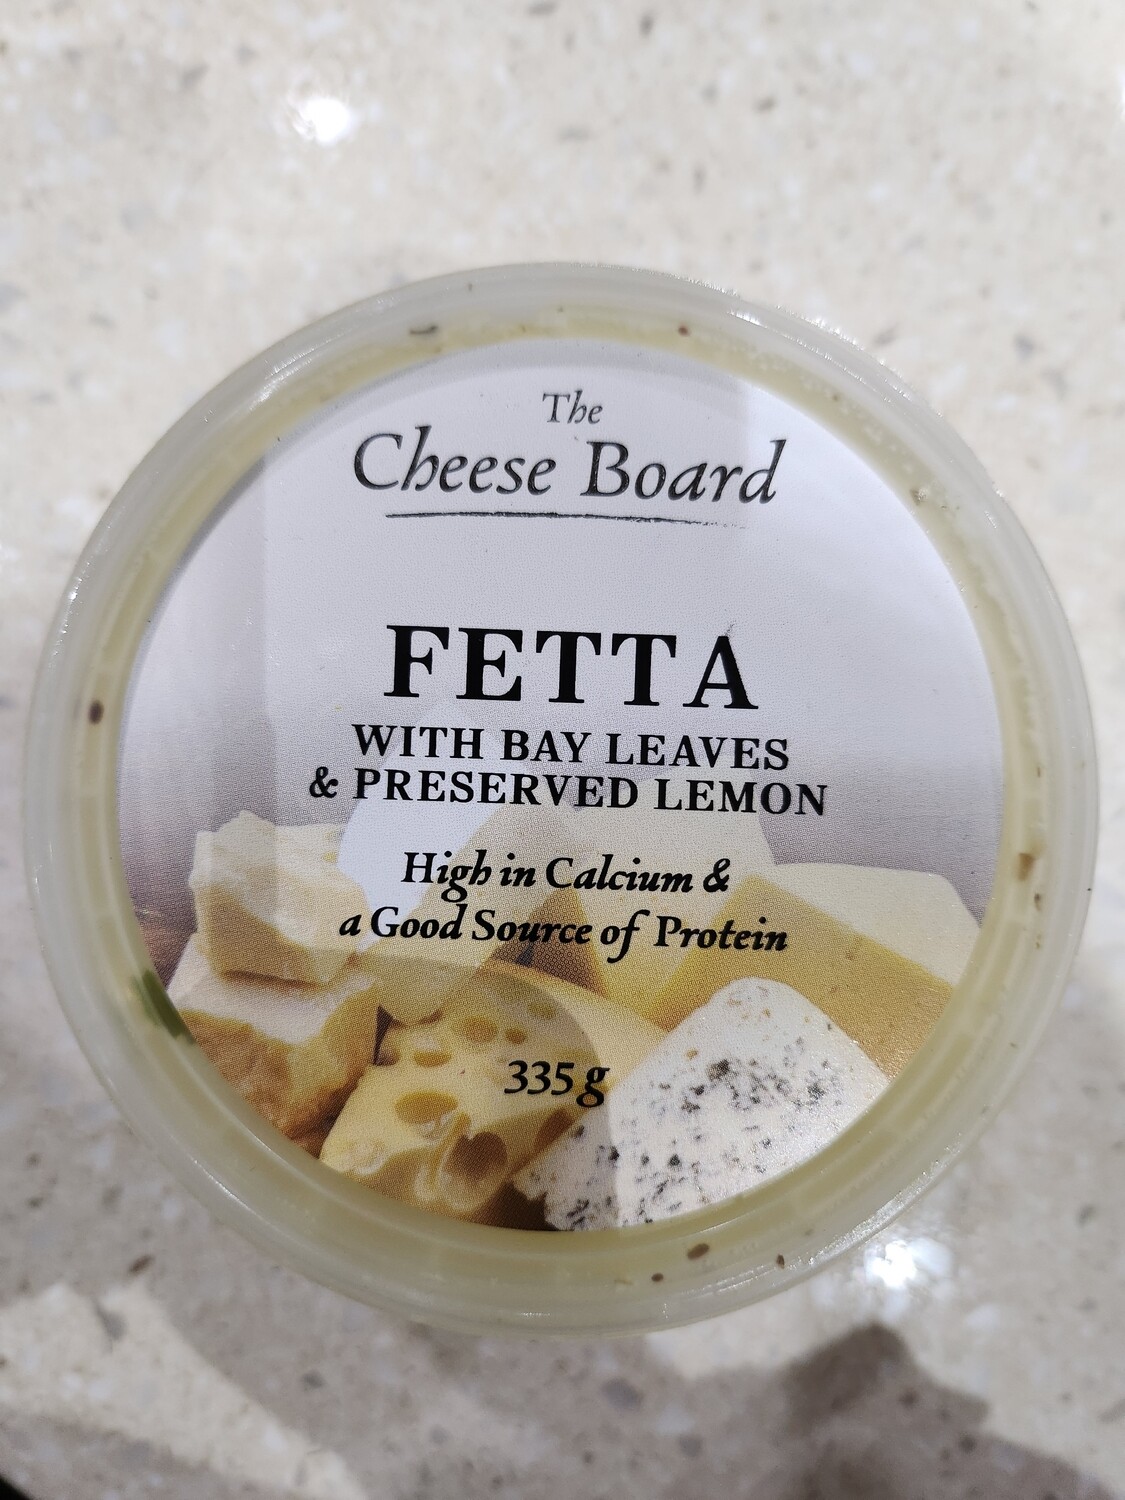 The
Cheese Board
FETTA
WITH BAY LEAVES
& PRESERVED LEMON
High in Calcium &
a Good Source of Protein
335g